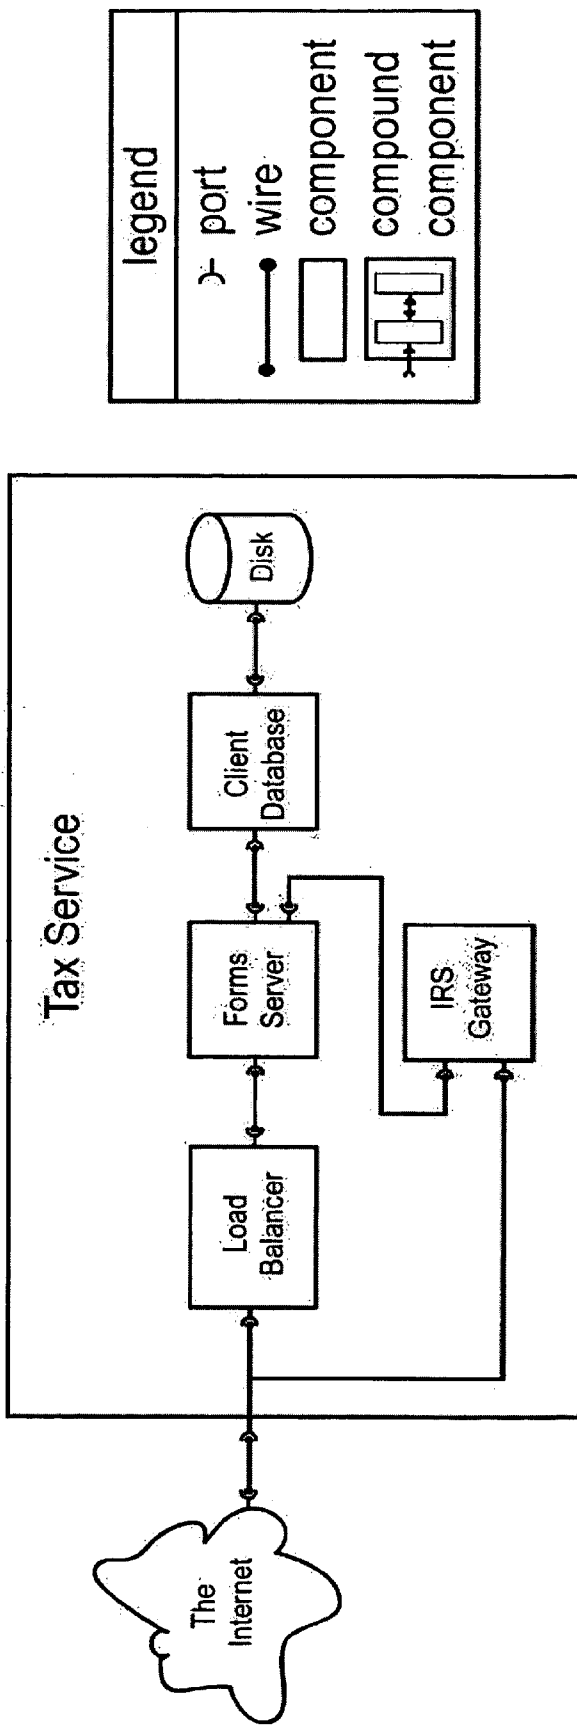 Tax Service
The
Internet
Load
Balancer
Forms
Server
Client
Database
Disk
IRS
Gateway
legend
port
wire
component
compound
component